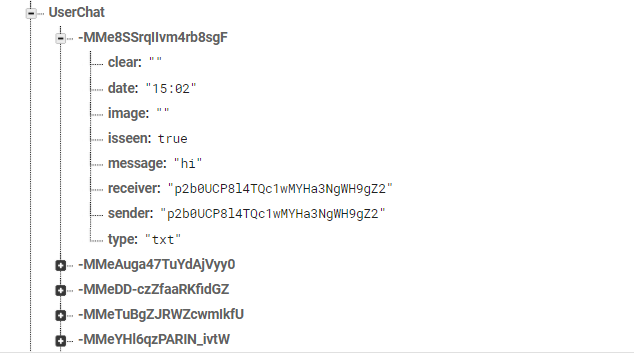 UserChat
-MMe8SSrqIIvm4rb8sgF
clear: ""
date: "15:02"
image: ""
isseen: true
message: "hi"
receiver: "p2b0UCP8l4TQc1wMYHa3NgWH9gZ2"
sender: "p2b0UCP8l4TQc1wMYHa3NgWH9gZ2"
type: "txt"
-MMeAuga47TuYdAjVyy0
-MMeDD-czZfaaRKfidGZ
-MMeTuBgZJRWZcwmIkfU
-MMeYHl6qzPARIN_ivtW